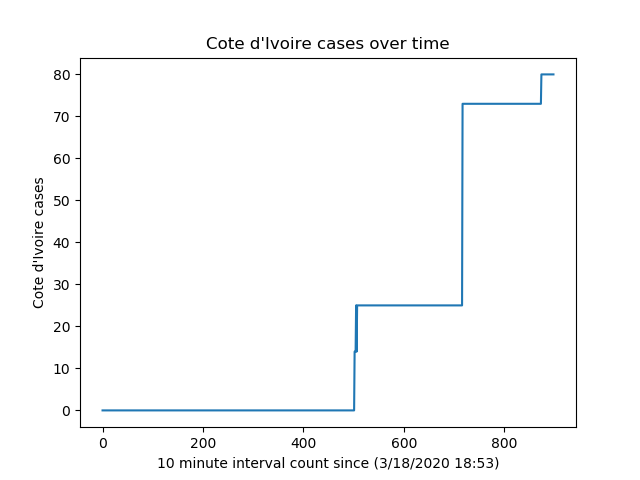 Cote d'Ivoire cases over time
80
70
60
50
40
30
20
10
0
Cote d'Ivoire cases
0 200 400 600 800
10 minute interval count since (3/18/2020 18:53)